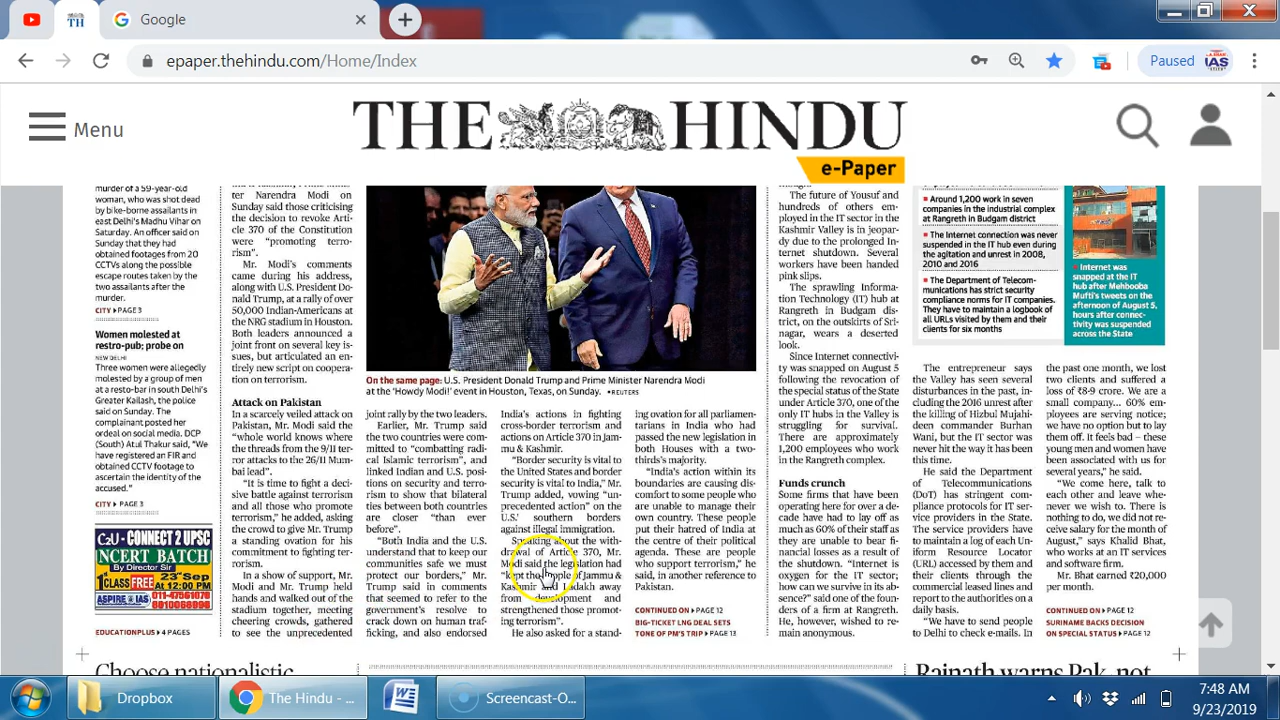 TH
Google
epaper.thehindu.com/Home/Index
Paused
IAS
Menu
THE HINDU
e-Paper
murder of a 59-year-old
woman, who was shot dead
by bike-borne assailants in
east Delhi's Madhu Vihar on
Saturday. An officer said on
Sunday that they had
obtained footages from 20
CCTVs along the possible
escape routes taken by the
two assailants after the
murder.
CITY ▶ PAGE 3
Women molested at
restro-pub; probe on
NEW DELHI
Three women were allegedly
molested by a group of men
at a resto-bar in south Delhi's
Greater Kailash, the police
said on Sunday. The
complainant posted her
ordeal on social media. DCP
(South) Atul Thakur said, "We
have registered an FIR and
obtained CCTV footage to
ascertain the identity of the
accused."
CITY ▶ PAGE 3
C2U - CONNECT 2 UPSC
NCERT BATCH
By Director Sir
1st CLASS FREE 23rd Sep
At 12:00 PM
ASPIRE IAS
EDUCATIONPLUS ▶ 4 PAGES
ter Narendra Modi on
Sunday said those criticising
the decision to revoke Arti-
cle 370 of the Constitution
were "promoting terro-
rism".
Mr. Modi's comments
came during his address,
along with U.S. President Do-
nald Trump, at a rally of over
50,000 Indian-Americans at
the NRG stadium in Houston.
Both leaders announced a
joint front on several key is-
sues, but articulated an en-
tirely new script on coopera-
tion on terrorism.
Attack on Pakistan
In a scarcely veiled attack on
Pakistan, Mr. Modi said the
"whole world knows where
the threads from the 9/11 ter-
ror attacks to the 26/11 Mum-
bai lead".
"It is time to fight a deci-
sive battle against terrorism
and all those who promote
terrorism," he added, asking
the crowd to give Mr. Trump
a standing ovation for his
commitment to fighting ter-
rorism.
In a show of support, Mr.
Modi and Mr. Trump held
hands and walked out of the
stadium together, meeting
cheering crowds, gathered
to see the unprecedented
On the same page: U.S. President Donald Trump and Prime Minister Narendra Modi
at the 'Howdy Modi!' event in Houston, Texas, on Sunday. • REUTERS
joint rally by the two leaders.
Earlier, Mr. Trump said
the two countries were com-
mitted to "combating radi-
cal Islamic terrorism", and
linked Indian and U.S. posi-
tions on security and terro-
rism to shore that bilateral
ties between both countries
are closer "than ever
before".
"Both India and the U.S.
understand that to keep our
communities safe we must
protect our borders," Mr.
Trump said in comments
that seemed to refer to the
government's resolve to
crack down on human traf-
ficking, and also endorsed
India's actions in fighting
cross-border terrorism and
actions on Article 370 in Jam-
mu & Kashmir.
"Border security is vital to
the United States and border
security is vital to India," Mr.
Trump added, vowing "un-
precedented action" on the
U.S.' southern borders
against illegal immigration.
Speaking about the with-
drawal of Article 370, Mr.
Modi said the legislation had
of Jammu &
Kashmir away
from development and
strengthened those promot-
ing terrorism".
He also asked for a stand-
ing ovation for all parliamen-
tarians in India who had
passed the new legislation in
both Houses with a two-
thirds's majority.
"India's action within its
boundaries are causing dis-
comfort to some people who
are unable to manage their
own country. These people
put their hatred of India at
the centre of their political
agenda. These are people
who support terrorism," he
said, in another reference to
Pakistan.
CONTINUED ON ▶ PAGE 12
BIG-TICKET LNG DEAL SETS
TONE OF PM'S TRIP ▶ PAGE 13
The future of Yousuf and
hundreds of others em-
ployed in the IT sector in the
Kashmir Valley is in jeopar-
dy due to the prolonged In-
ternet shutdown. Several
workers have been handed
pink slips.
The sprawling Informa-
tion Technology (IT) hub at
Rangreth in Budgam dis-
trict, on the outskirts of Sri-
nagar, wears a deserted
look.
Since Internet connectivi-
ty was snapped on August 5
following the revocation of
the special status of the State
under Article 370, one of the
only IT hubs in the Valley is
struggling for survival.
There are approximately
1,200 employees who work
in the Rangreth complex.
Funds crunch
Some firms that have been
operating here for over a de-
cade have had to lay off as
much as 60% of their staff as
they were unable to bear fi-
nancial losses as a result of
the shutdown. "Internet is
oxygen for the IT sector;
how can we survive in its ab-
sence?" said one of the foun-
ders of a firm at Rangreth.
He, however, wished to re-
main anonymous.
Around 1,200 work in seven
companies in the industrial complex
at Rangreth in Budgam district
The Internet connection was never
suspended in the IT hub even during
the agitation and unrest in 2008,
2010 and 2016
The Department of Telecom-
munications has strict security
compliance norms for IT companies.
They have to maintain a logbook of
all URLs visited by them and their
clients for six months
Internet was
snapped at the IT
hub after Mehbooba
Mufti's tweets on the
afternoon of August 5,
hours after connec-
tivity was suspended
across the State
The entrepreneur says
the Valley has seen several
disturbances in the past, in-
cluding the 2016 unrest after
the killing of Hizbul Mujahi-
deen commander Burhan
Wani, but the IT sector was
never hit the way it has been
this time.
He said the Department
of Telecommunications
(DoT) has stringent com-
pliance protocols for IT ser-
vice providers in the State.
The service providers have
to maintain a log of each Un-
iform Resource Locator
(URL) accessed by them and
their clients through their
commercial leased lines and
report to the authorities on a
daily basis.
"We have to send people
to Delhi to check e-mails. In
the past one month, we lost
two clients and suffered a
loss of ₹8-9 crore. We are a
small company... 60% em-
ployees are serving notice;
we have no option but to lay
them off. It feels bad – these
young men and women have
been associated with us for
several years," he said.
"We come here, talk to
each other and leave whe-
never we want to. There is
nothing to do, we did not re-
ceive salary for the month of
August," says Khalid Bhat,
who works at an IT services
and software firm.
Mr. Bhat earned ₹20,000
per month.
CONTINUED ON ▶ PAGE 12
SURINAME BACKS DECISION
ON SPECIAL STATUS ▶ PAGE 12
Choose nationalistic
Rajnath warns Pak. not
Dropbox
The Hindu - ...
Screencast-O...
7:48 AM
9/23/2019